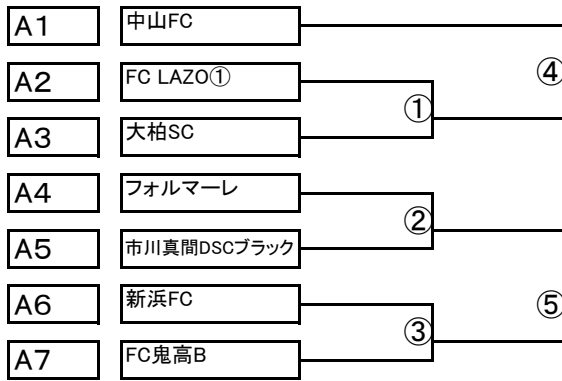 A1 中山FC
④
A2 FC LAZO①
①
A3 大柏SC
A4 フォルマーレ
②
A5 市川真間DSCブラック
A6 新浜FC
⑤
③
A7 FC鬼高B